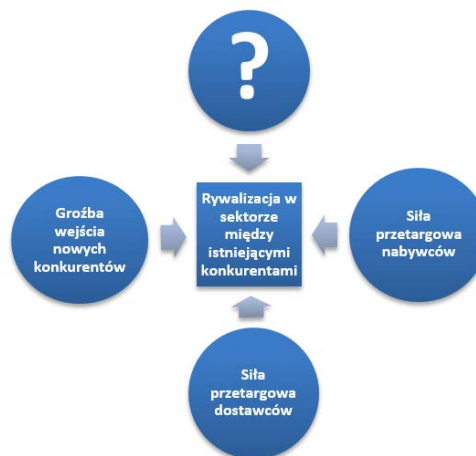 ?
Groźba
wejścia
nowych
konkurentów
Rywalizacja w
sektorze
między
istniejącymi
konkurentami
Siła
przetargowa
nabywców
Siła
przetargowa
dostawców